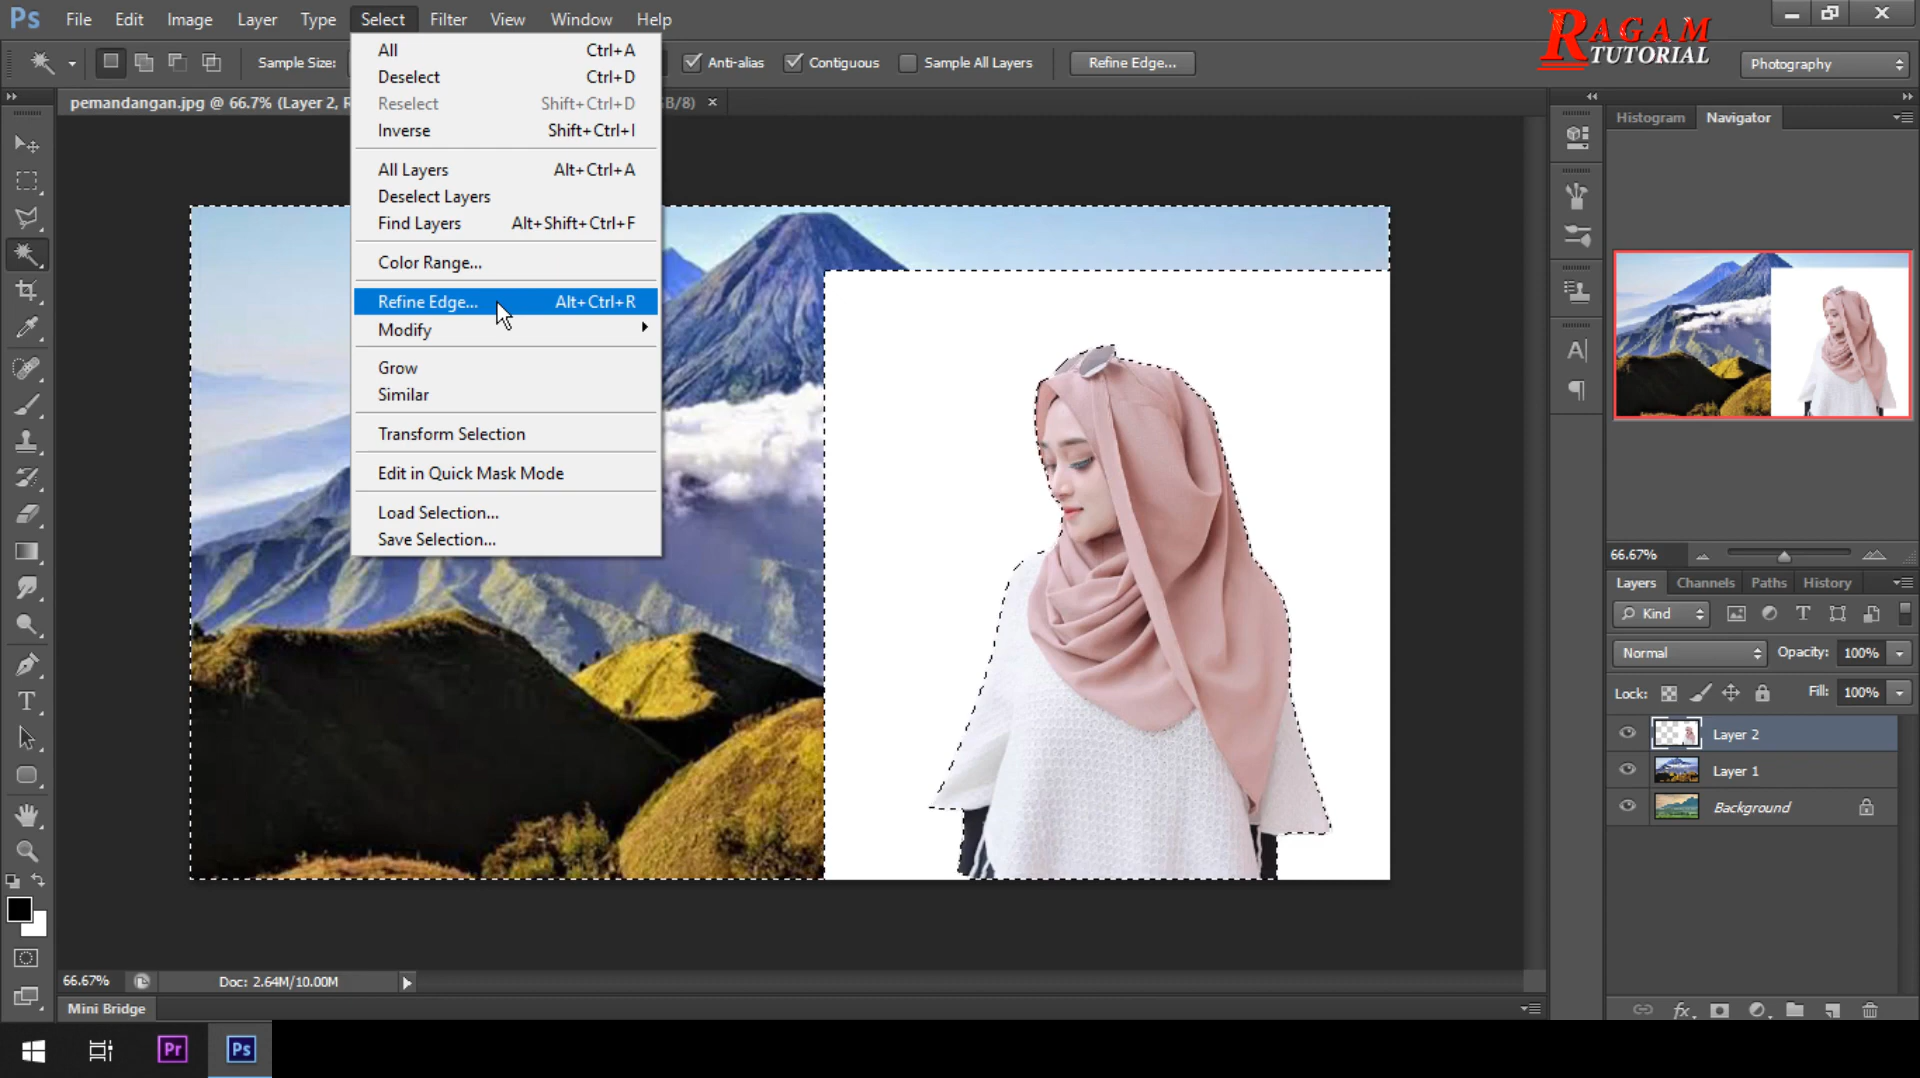 Ps File Edit Image Layer Type Select Filter View Window Help
RAGAM
TUTORIAL
Sample Size: Anti-alias Contiguous Sample All Layers Refine Edge... Photography
pemandangan.jpg @ 66.7% (Layer 2, R GB/8) ×
All Ctrl+A
Deselect Ctrl+D
Reselect Shift+Ctrl+D
Inverse Shift+Ctrl+I
All Layers Alt+Ctrl+A
Deselect Layers
Find Layers Alt+Shift+Ctrl+F
Color Range...
Refine Edge... Alt+Ctrl+R
Modify
Grow
Similar
Transform Selection
Edit in Quick Mask Mode
Load Selection...
Save Selection...
Histogram Navigator
66.67%
Layers Channels Paths History
Kind
Normal Opacity: 100%
Lock: Fill: 100%
Layer 2
Layer 1
Background
66.67% Doc: 2.64M/10.00M
Mini Bridge
Pr Ps